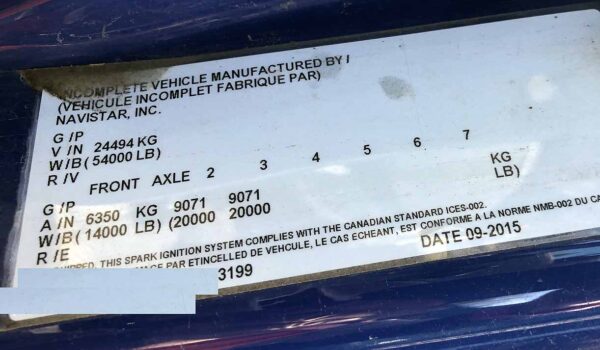 INCOMPLETE VEHICLE MANUFACTURED BY /
(VEHICULE INCOMPLET FABRIQUE PAR)
NAVISTAR, INC.
G/P
V/N 24494 KG
W/B (54000 LB)
R/V
FRONT AXLE 2 3 4 5 6 7
G/P
A/N 6350 KG 9071 9071 KG
W/B (14000 LB) (20000 20000 LB)
R/E
THIS SPARK IGNITION SYSTEM COMPLIES WITH THE CANADIAN STANDARD ICES-002.
PAR ETINCELLED DE VEHCULE, LE CAS ECHEANT, EST CONFORME A LA NORME NMB-002 DU
3199
DATE 09-2015